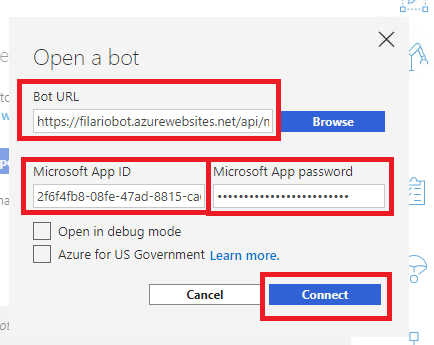 Open a bot
Bot URL
https://filariobot.azurewebsites.net/api/m
Browse
Microsoft App ID
Microsoft App password
2f6f4fb8-08fe-47ad-8815-ca
•••••••••••••••••••••••••
Open in debug mode
Azure for US Government Learn more.
Cancel
Connect